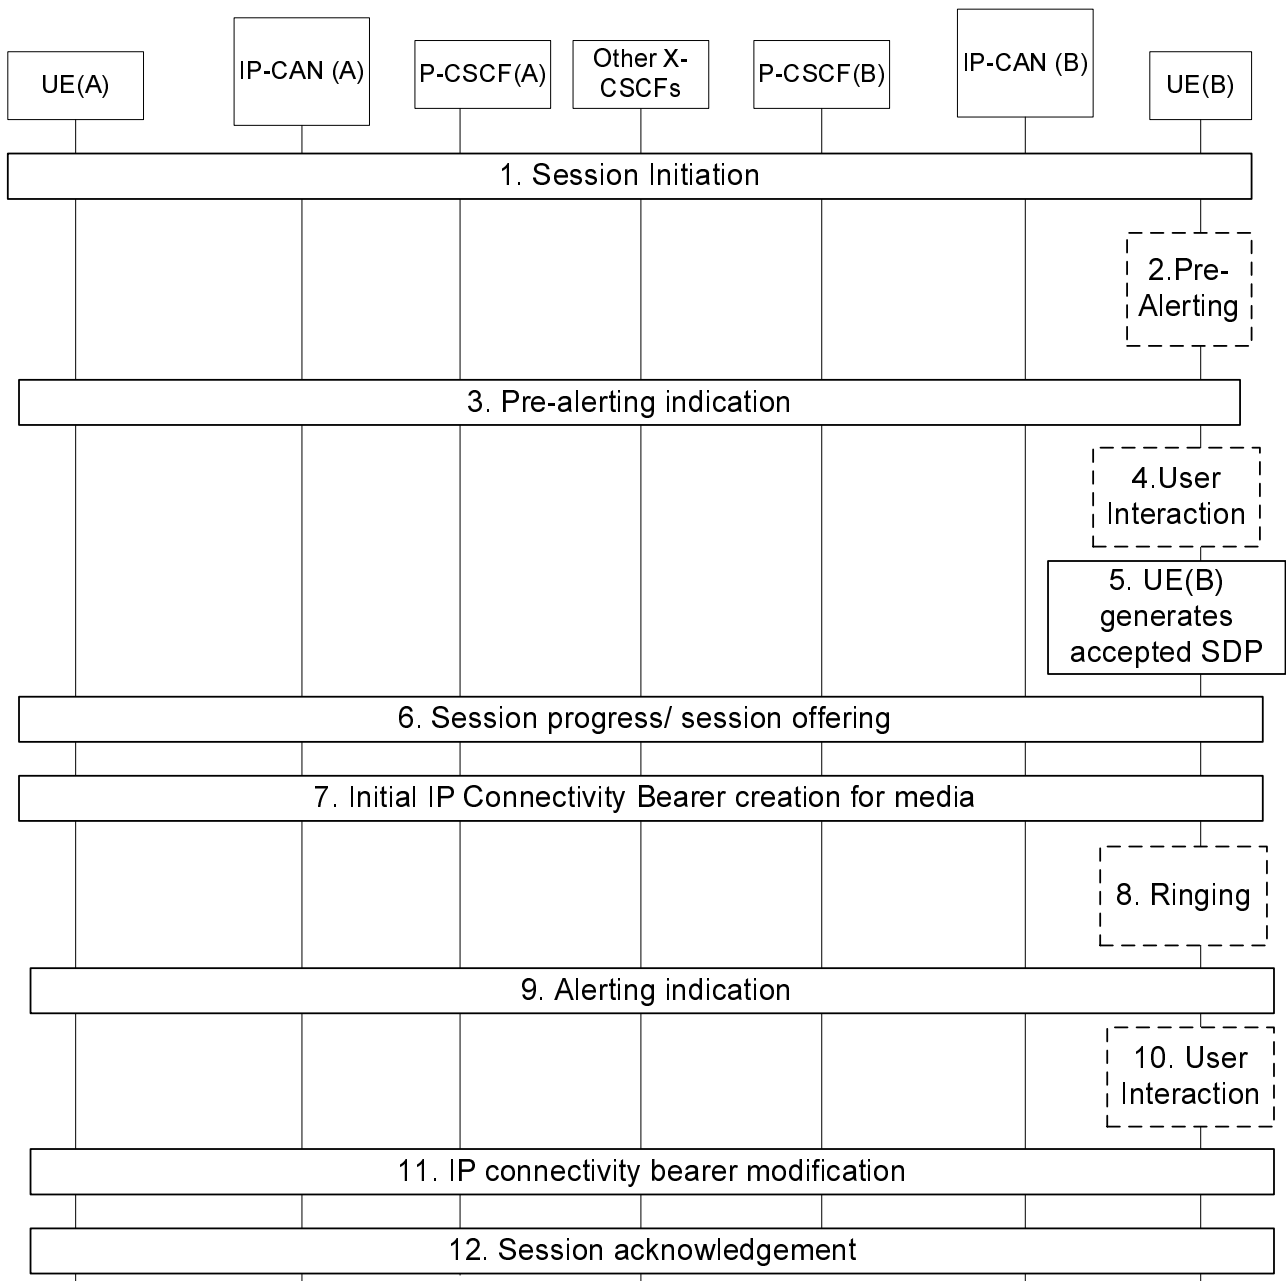 UE(A)
IP-CAN (A)
P-CSCF(A)
Other X-
CSCFs
P-CSCF(B)
IP-CAN (B)
UE(B)
1. Session Initiation
2.Pre-
Alerting
3. Pre-alerting indication
4.User
Interaction
5. UE(B)
generates
accepted SDP
6. Session progress/ session offering
7. Initial IP Connectivity Bearer creation for media
8. Ringing
9. Alerting indication
10. User
Interaction
11. IP connectivity bearer modification
12. Session acknowledgement